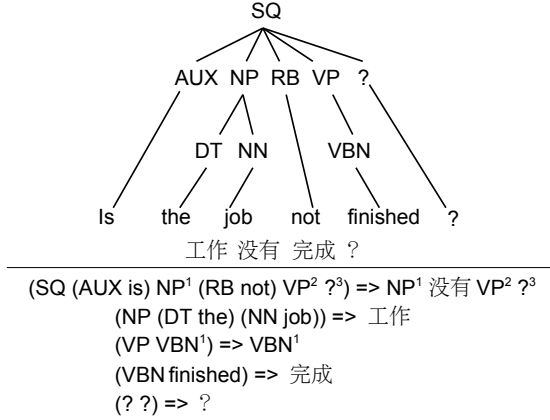 SQ
AUX NP RB VP ?
DT NN VBN
Is the job not finished ?
工作 没有 完成 ?
(SQ (AUX is) NP¹ (RB not) VP² ?³) => NP¹ 没有 VP² ?³
(NP (DT the) (NN job)) => 工作
(VP VBN¹) => VBN¹
(VBN finished) => 完成
(? ?) => ?